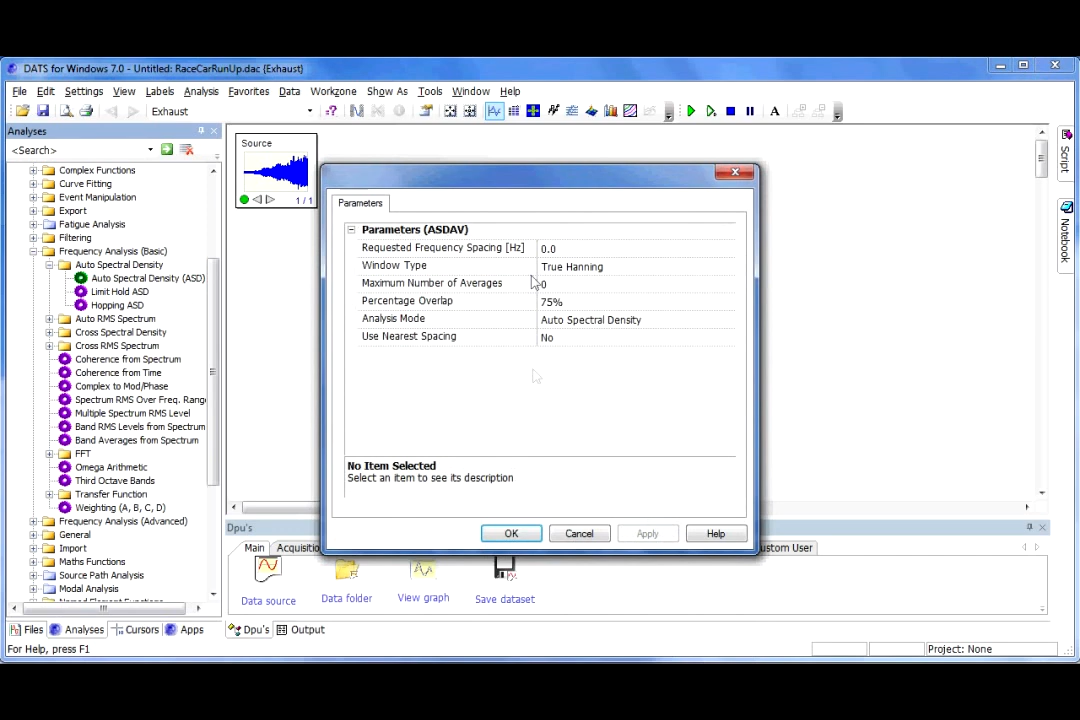 DATS for Windows 7.0 - Untitled: RaceCarRunUp.dac {Exhaust}
File Edit Settings View Labels Analysis Favorites Data Workzone Show As Tools Window Help
Exhaust
Analyses
<Search>
Complex Functions
Curve Fitting
Event Manipulation
Export
Fatigue Analysis
Filtering
Frequency Analysis (Basic)
Auto Spectral Density
Auto Spectral Density (ASD)
Limit Hold ASD
Hopping ASD
Auto RMS Spectrum
Cross Spectral Density
Cross RMS Spectrum
Coherence from Spectrum
Coherence from Time
Complex to Mod/Phase
Spectrum RMS Over Freq. Range
Multiple Spectrum RMS Level
Band RMS Levels from Spectrum
Band Averages from Spectrum
FFT
Omega Arithmetic
Third Octave Bands
Transfer Function
Weighting (A, B, C, D)
Frequency Analysis (Advanced)
General
Import
Maths Functions
Source Path Analysis
Modal Analysis
Files Analyses Cursors Apps
Source
1 / 1
Parameters
Parameters (ASDAV)
Requested Frequency Spacing [Hz] 0.0
Window Type True Hanning
Maximum Number of Averages 0
Percentage Overlap 75%
Analysis Mode Auto Spectral Density
Use Nearest Spacing No
No Item Selected
Select an item to see its description
OK Cancel Apply Help
Script
Notebook
Dpu's
Main Acquisitio ustom User
Data source Data folder View graph Save dataset
Dpu's Output
For Help, press F1
Project: None